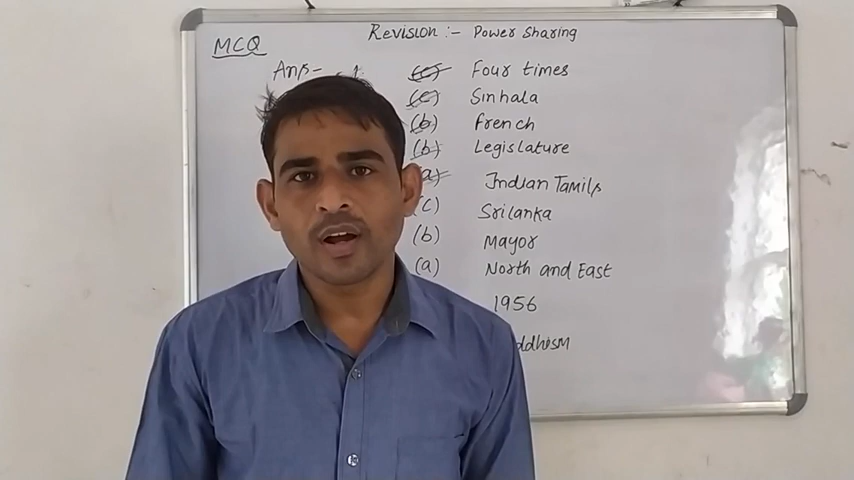 MCQ
Revision :- Power Sharing
Ans-
(c) Four times
(c) Sinhala
(b) French
(b) Legislature
(a) Indian Tamils
(c) Srilanka
(b) Mayor
(a) North and East
1956